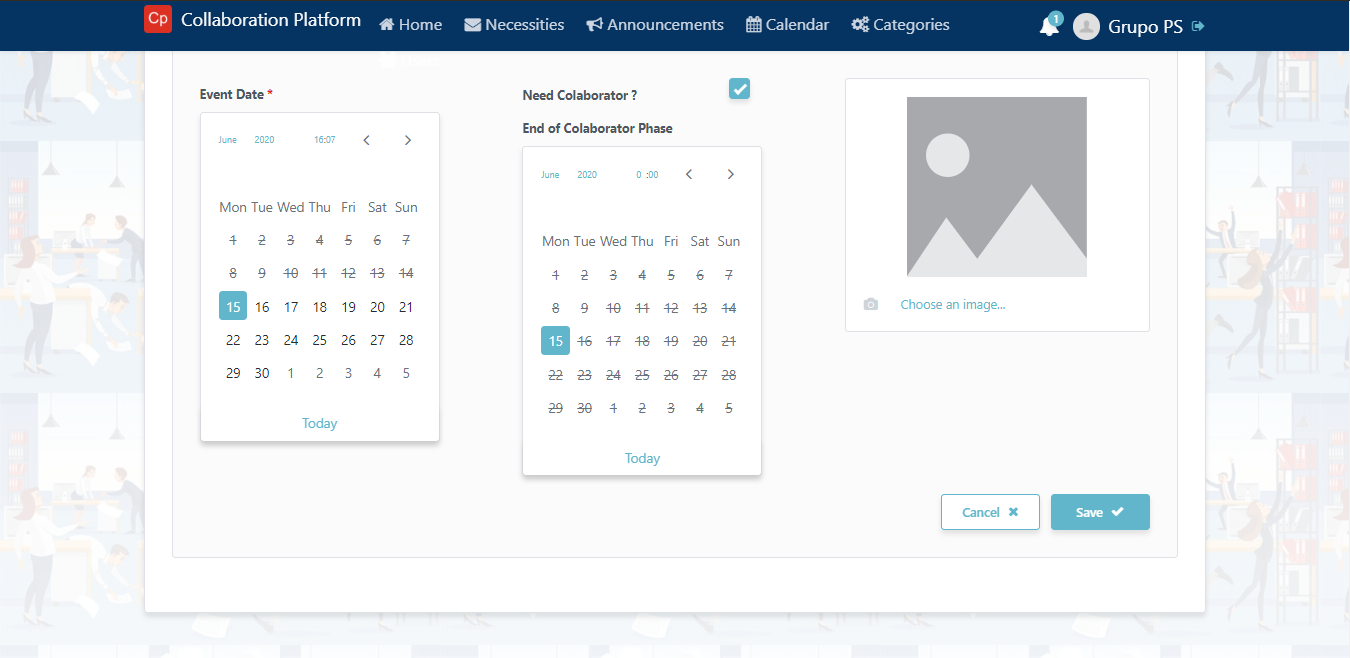 Cp Collaboration Platform Home Necessities Announcements Calendar Categories 1 Grupo PS
Event Date *
June 2020 16:07
Mon Tue Wed Thu Fri Sat Sun
1 2 3 4 5 6 7
8 9 10 11 12 13 14
15 16 17 18 19 20 21
22 23 24 25 26 27 28
29 30 1 2 3 4 5
Today
Need Colaborator ?
End of Colaborator Phase
June 2020 0 :00
Mon Tue Wed Thu Fri Sat Sun
1 2 3 4 5 6 7
8 9 10 11 12 13 14
15 16 17 18 19 20 21
22 23 24 25 26 27 28
29 30 1 2 3 4 5
Today
Choose an image...
Cancel
Save